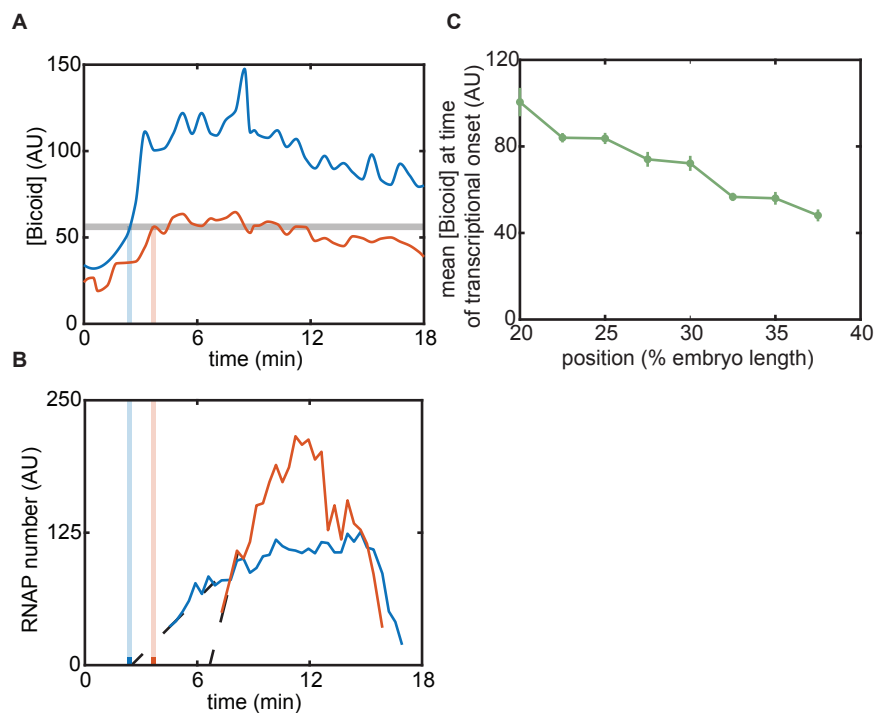 A
[Bicoid] (AU)
150
100
50
0
0 6 12 18
time (min)
B
RNAP number (AU)
250
125
0
0 6 12 18
time (min)
C
mean [Bicoid] at time
of transcriptional onset (AU)
120
80
40
0
20 25 30 35 40
position (% embryo length)